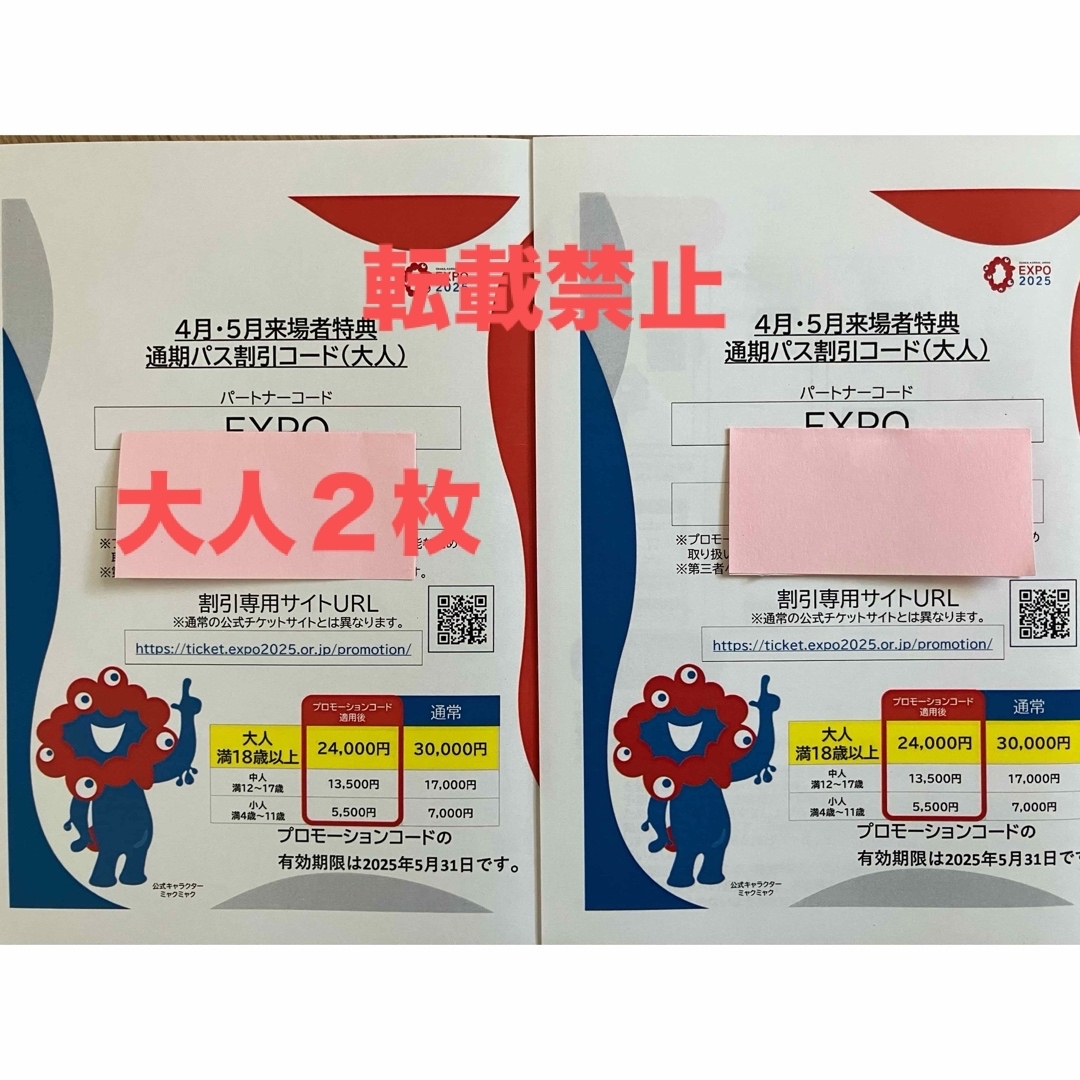 転載禁止
大人２枚
EXPO
2025
4月・5月来場者特典
通期パス割引コード（大人）
パートナーコード
EXPO
割引専用サイトURL
※通常の公式チケットサイトとは異なります。
https://ticket.expo2025.or.jp/promotion/
プロモーションコード
適用後
通常
大人
満18歳以上
24,000円
30,000円
中人
満12～17歳
13,500円
17,000円
小人
満4歳～11歳
5,500円
7,000円
プロモーションコードの
有効期限は2025年5月31日です。
公式キャラクター
ミャクミャク
EXPO
2025
4月・5月来場者特典
通期パス割引コード（大人）
パートナーコード
EXPO
※プロモー
取り扱い
※第三者へ
割引専用サイトURL
※通常の公式チケットサイトとは異なります。
https://ticket.expo2025.or.jp/promotion/
プロモーションコード
適用後
通常
大人
満18歳以上
24,000円
30,000円
中人
満12～17歳
13,500円
17,000円
小人
満4歳～11歳
5,500円
7,000円
プロモーションコードの
有効期限は2025年5月31日です
公式キャラクター
ミャクミャク